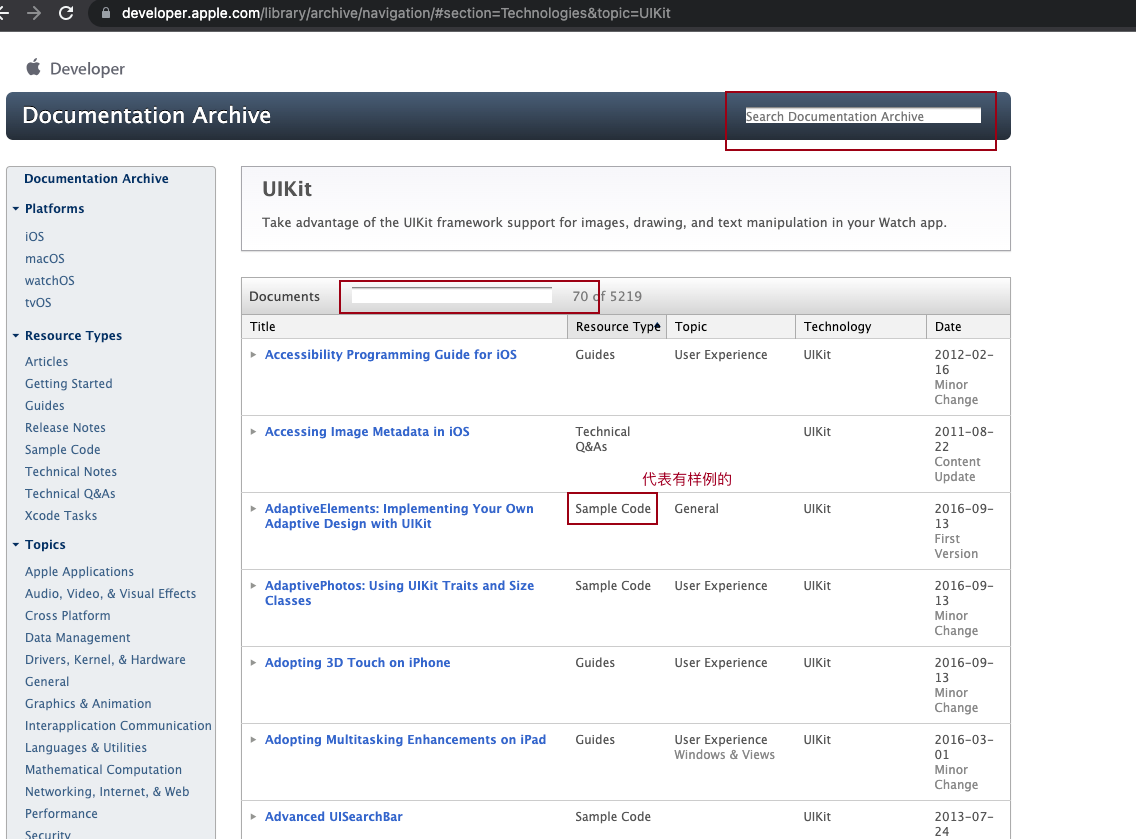 developer.apple.com/library/archive/navigation/#section=Technologies&topic=UIKit
Developer
Documentation Archive
Search Documentation Archive
Documentation Archive
Platforms
iOS
macOS
watchOS
tvOS
Resource Types
Articles
Getting Started
Guides
Release Notes
Sample Code
Technical Notes
Technical Q&As
Xcode Tasks
Topics
Apple Applications
Audio, Video, & Visual Effects
Cross Platform
Data Management
Drivers, Kernel, & Hardware
General
Graphics & Animation
Interapplication Communication
Languages & Utilities
Mathematical Computation
Networking, Internet, & Web
Performance
Security
UIKit
Take advantage of the UIKit framework support for images, drawing, and text manipulation in your Watch app.
Documents 70 of 5219
Title Resource Type Topic Technology Date
Accessibility Programming Guide for iOS Guides User Experience UIKit 2012-02-
16
Minor
Change
Accessing Image Metadata in iOS Technical UIKit 2011-08-
Q&As 22
Content
Update
代表有样例的
AdaptiveElements: Implementing Your Own Sample Code General UIKit 2016-09-
Adaptive Design with UIKit 13
First
Version
AdaptivePhotos: Using UIKit Traits and Size Sample Code User Experience UIKit 2016-09-
Classes 13
Minor
Change
Adopting 3D Touch on iPhone Guides User Experience UIKit 2016-09-
13
Minor
Change
Adopting Multitasking Enhancements on iPad Guides User Experience UIKit 2016-03-
Windows & Views 01
Minor
Change
Advanced UISearchBar Sample Code UIKit 2013-07-
24